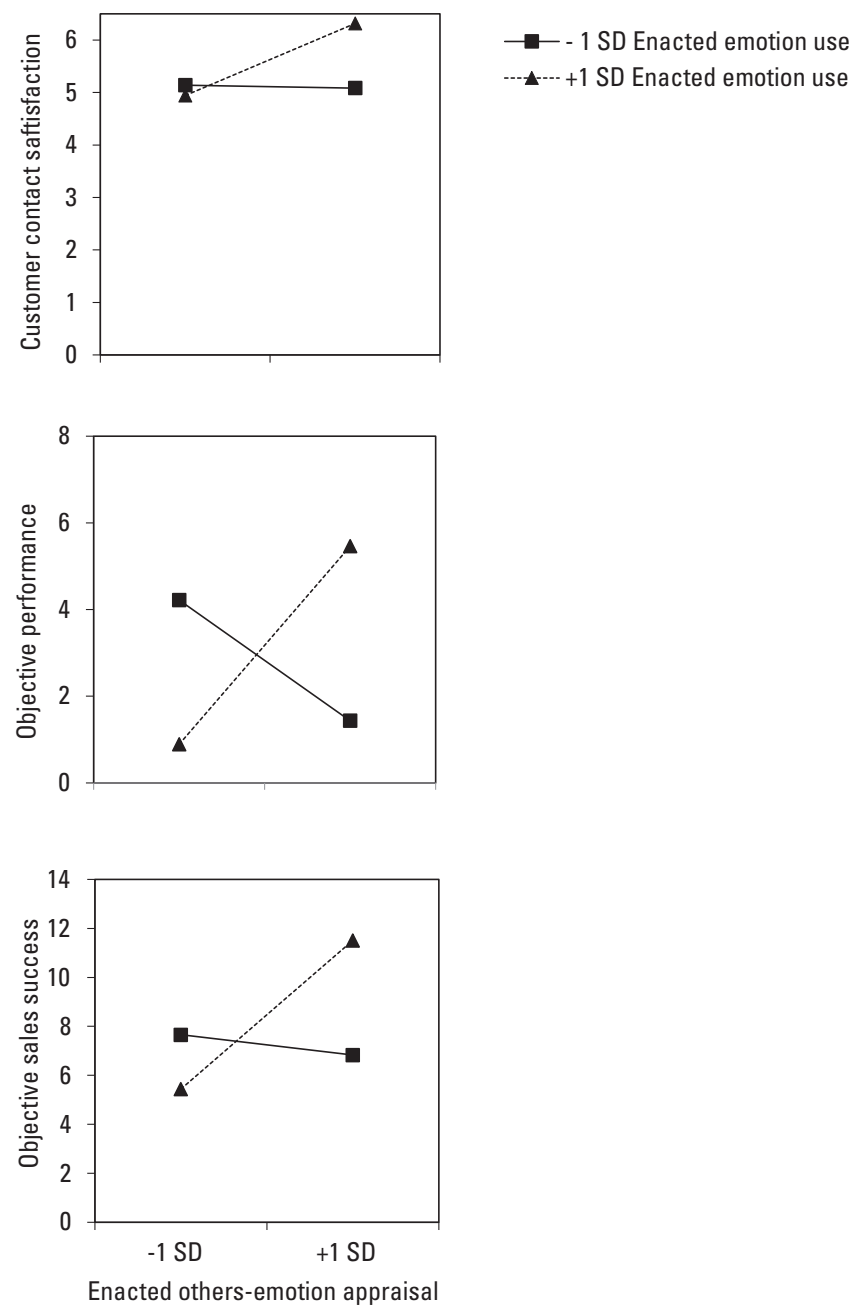 - 1 SD Enacted emotion use
+1 SD Enacted emotion use
Customer contact saftisfaction
6
5
4
3
2
1
0
Objective performance
8
6
4
2
0
Objective sales success
14
12
10
8
6
4
2
0
-1 SD +1 SD
Enacted others-emotion appraisal